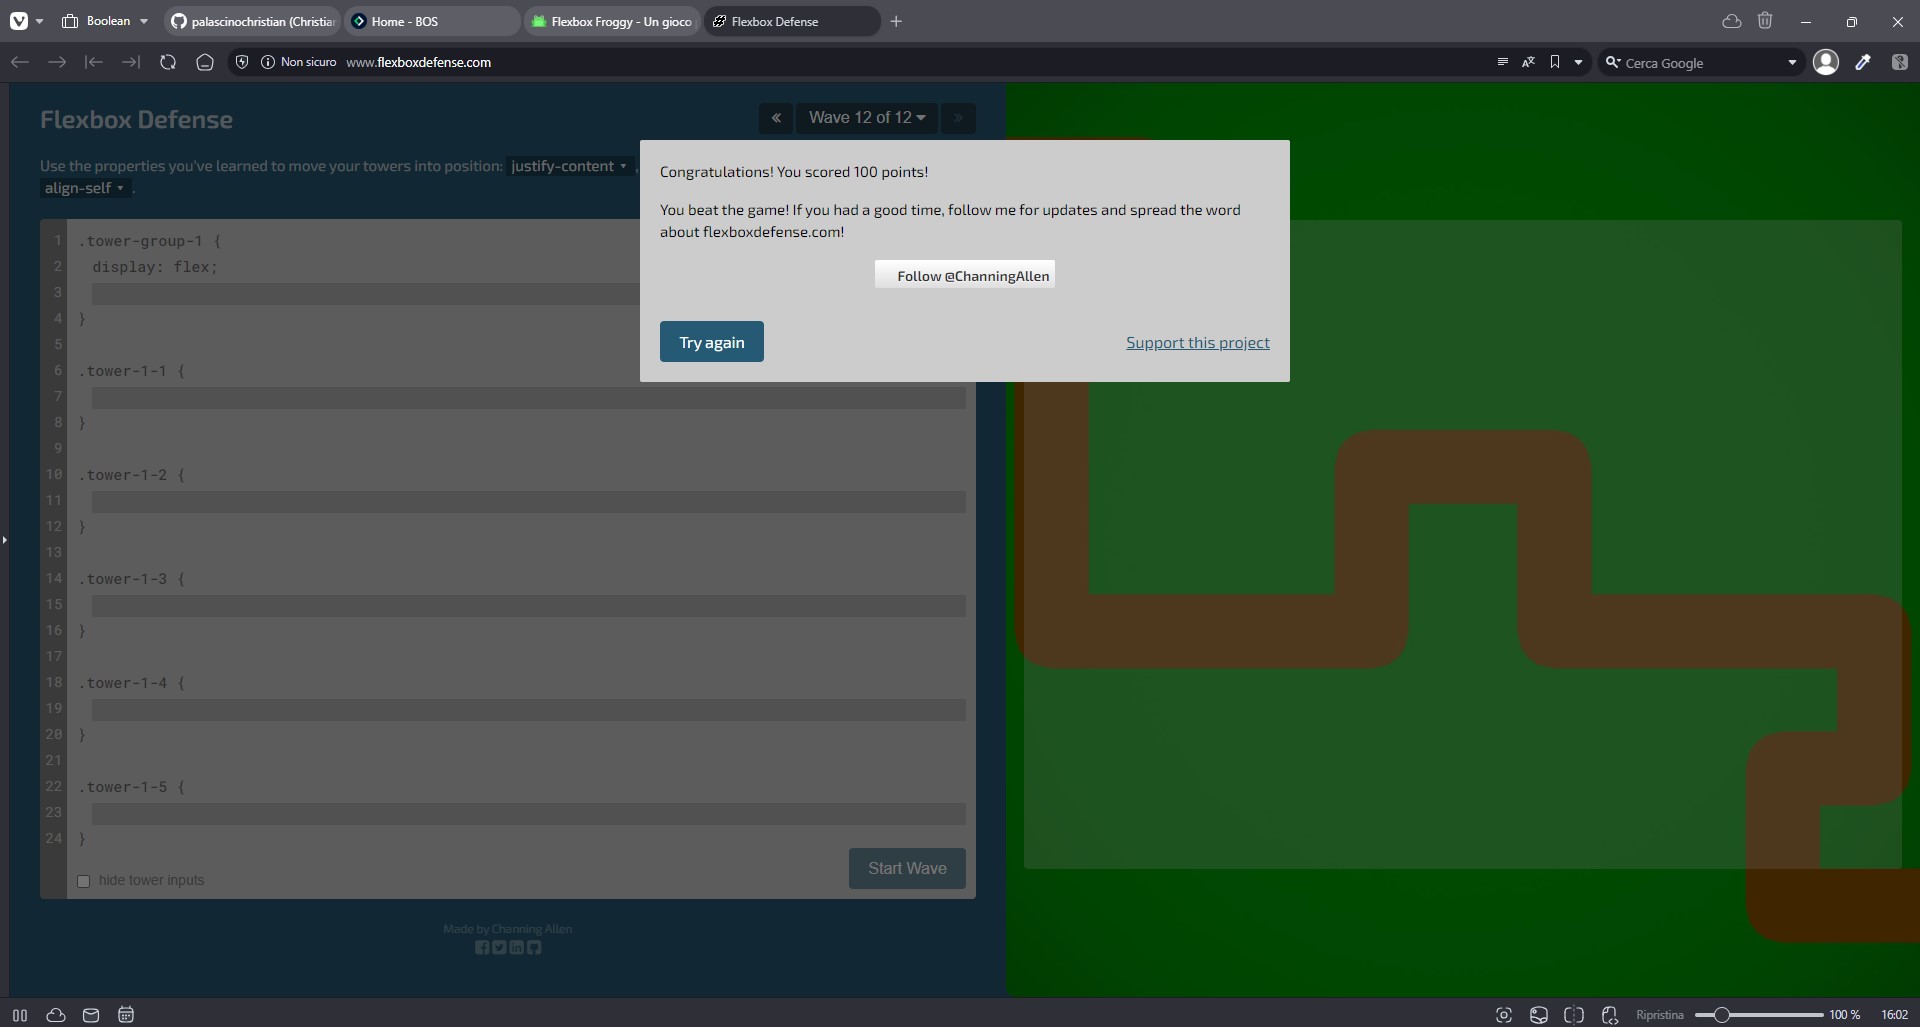 Boolean
palascinochristian (Christia
Home - BOS
Flexbox Froggy - Un gioco
Flexbox Defense
Non sicuro www.flexboxdefense.com
Cerca Google
Flexbox Defense
« Wave 12 of 12 »
Use the properties you've learned to move your towers into position: justify-content ,
align-self .
Congratulations! You scored 100 points!
You beat the game! If you had a good time, follow me for updates and spread the word
about flexboxdefense.com!
Follow @ChanningAllen
Try again
Support this project
1 .tower-group-1 {
2 display: flex;
3
4 }
5
6 .tower-1-1 {
7
8 }
9
10 .tower-1-2 {
11
12 }
13
14 .tower-1-3 {
15
16 }
17
18 .tower-1-4 {
19
20 }
21
22 .tower-1-5 {
23
24 }
hide tower inputs
Start Wave
Made by Channing Allen
Ripristina
100 %
16:02